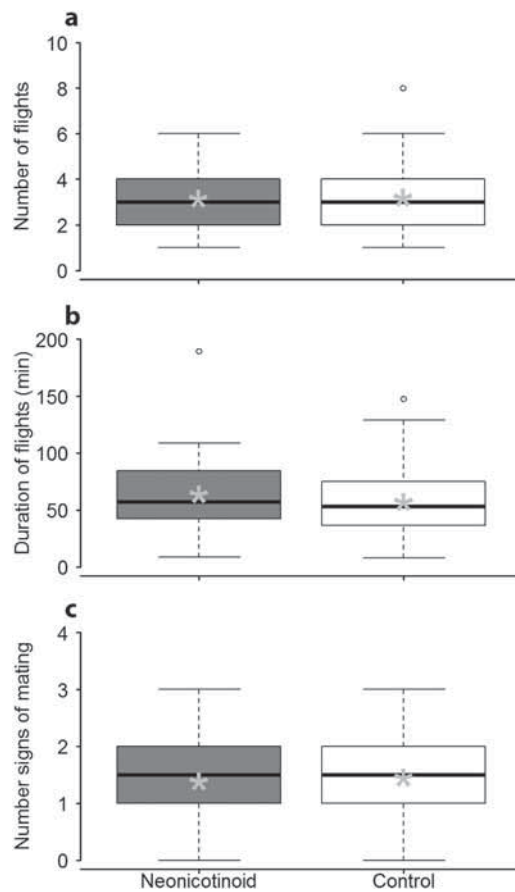 a
Number of flights
10
8
6
4
2
0
b
Duration of flights (min)
200
150
100
50
0
c
Number signs of mating
4
3
2
1
0
Neonicotinoid Control